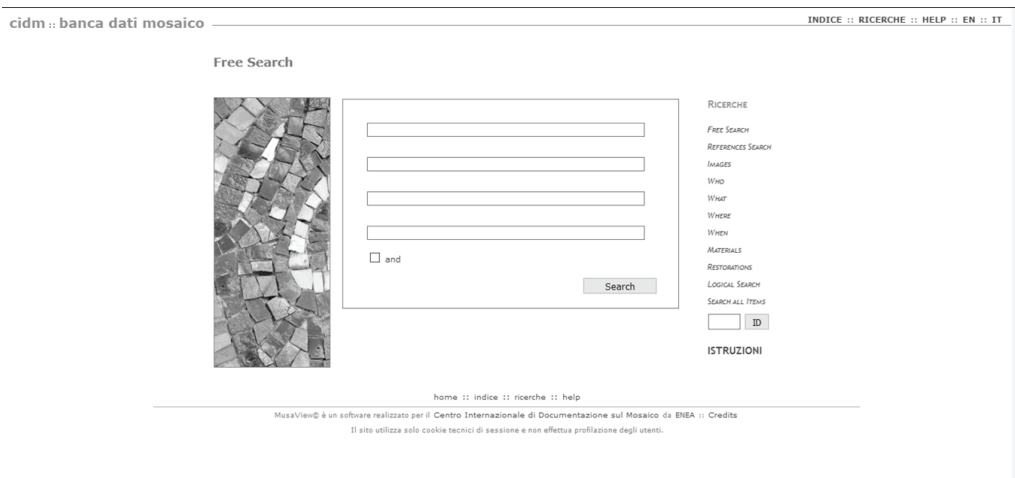 cidm :: banca dati mosaico
INDICE :: RICERCHE :: HELP :: EN :: IT
Free Search
and
Search
RICERCHE
FREE SEARCH
REFERENCES SEARCH
IMAGES
WHO
WHAT
WHERE
WHEN
MATERIALS
RESTORATIONS
LOGICAL SEARCH
SEARCH ALL ITEMS
ID
ISTRUZIONI
home :: indice :: ricerche :: help
MusaView© è un software realizzato per il Centro Internazionale di Documentazione sul Mosaico da ENEA :: Credits
Il sito utilizza solo cookie tecnici di sessione e non effettua profilazione degli utenti.